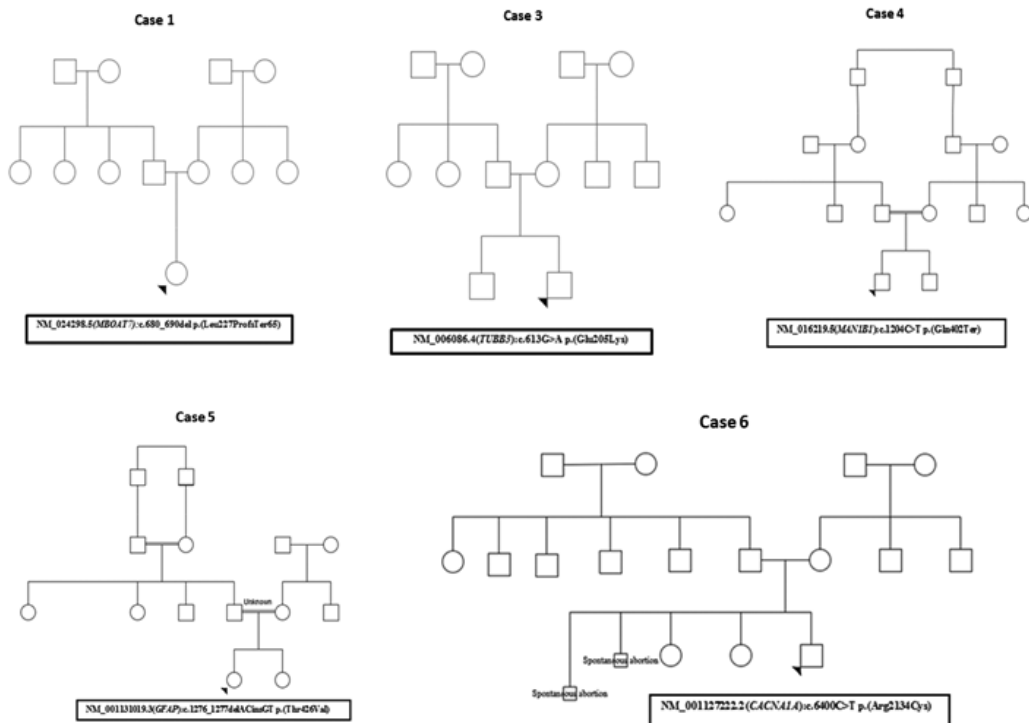 Case 1
Case 3
Case 4
NM_024298.5(MBOAT7):c.680_690del p.(Leu227ProfsTer65)
NM_006086.4(TUBB3):c.613G>A p.(Glu205Lys)
NM_016219.5(MAN1B1):c.1204C>T p.(Gln402Ter)
Case 5
Case 6
Unknown
Spontaneous abortion
Spontaneous abortion
NM_001131019.3(GFAP):c.1276_1277delACinsGT p.(Thr426Val)
NM_001127222.2(CACNA1A):c.6400C>T p.(Arg2134Cys)